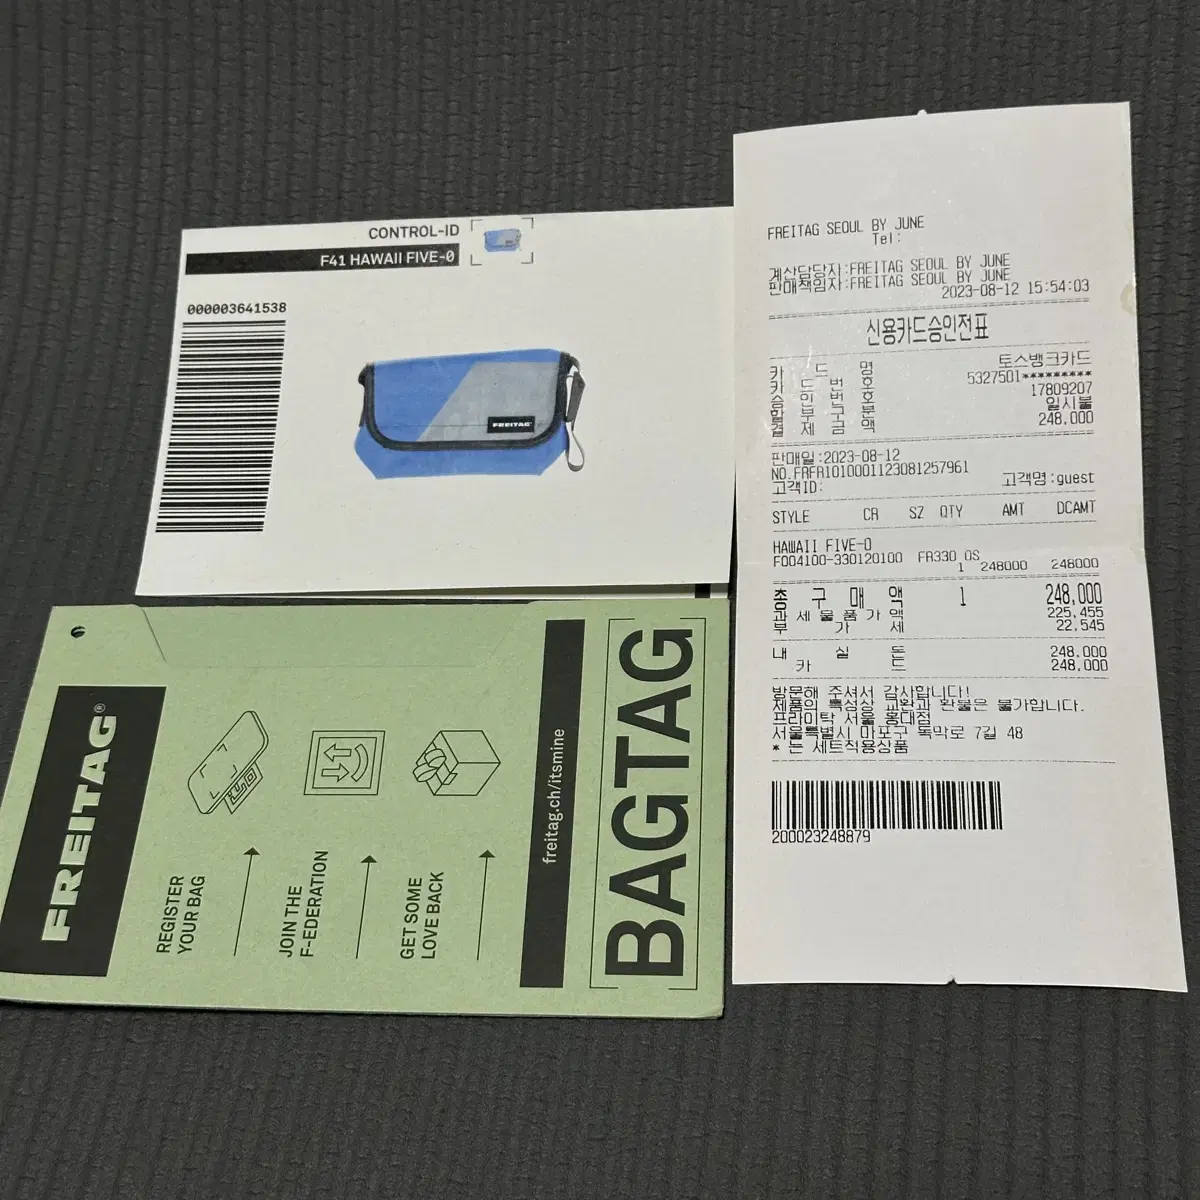 CONTROL-ID
F41 HAWAII FIVE-0
000003641538
FREITAG
FREITAG®
REGISTER
YOUR BAG
JOIN THE
F-EDERATION
GET SOME
LOVE BACK
freitag.ch/itsmine
[BAGTAG]
FREITAG SEOUL BY JUNE
Tel:
계산담당자:FREITAG SEOUL BY JUNE
판매책임자:FREITAG SEOUL BY JUNE
2023-08-12 15:54:03
신용카드승인전표
카 드 명 토스뱅크카드
카 드 번 호 5327501*********
승 인 번 호 17809207
할 부 구 분 일시불
결 제 금 액 248,000
판매일:2023-08-12
NO.FRFR1010001123081257961
고객ID: 고객명:guest
STYLE CR SZ QTY AMT DCAMT
HAWAII FIVE-O
F004100-330120100 FR330 OS
1 248000 248000
총 구 매 액 1 248,000
과 세 물 품 가 액 225,455
부 가 세 22,545
내 실 돈 248,000
카 드 248,000
방문해 주셔서 감사합니다!
제품의 특성상 교환과 환불은 불가합니다.
프라이탁 서울 홍대점
서울특별시 마포구 독막로 7길 48
* 는 세트적용상품
200023248879